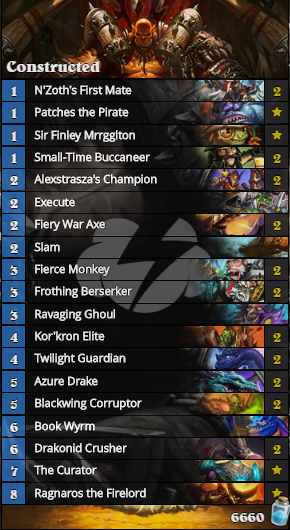 Constructed
1 N'Zoth's First Mate 2
1 Patches the Pirate
1 Sir Finley Mrrgglton
1 Small-Time Buccaneer 2
2 Alexstrasza's Champion 2
2 Execute 2
2 Fiery War Axe 2
2 Slam 2
3 Fierce Monkey 2
3 Frothing Berserker 2
3 Ravaging Ghoul 2
4 Kor'kron Elite 2
4 Twilight Guardian 2
5 Azure Drake 2
5 Blackwing Corruptor 2
6 Book Wyrm
6 Drakonid Crusher 2
7 The Curator
8 Ragnaros the Firelord
6660